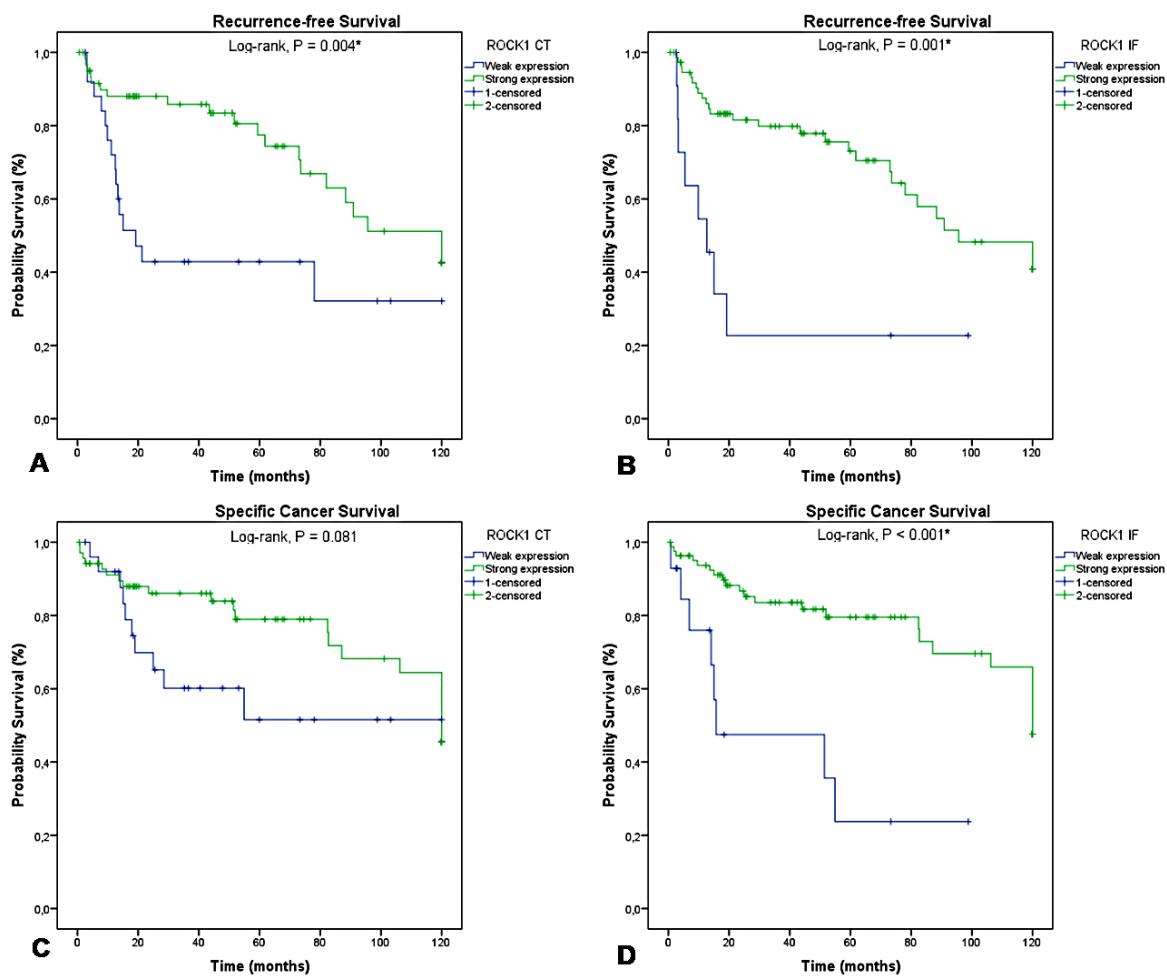 Recurrence-free Survival
Log-rank, P = 0.004*
ROCK1 CT
Weak expression
Strong expression
1-censored
2-censored
Probability Survival (%)
1,0
0,8
0,6
0,4
0,2
0,0
0 20 40 60 80 100 120
Time (months)
A
Recurrence-free Survival
Log-rank, P = 0.001*
ROCK1 IF
Weak expression
Strong expression
1-censored
2-censored
Probability Survival (%)
1,0
0,8
0,6
0,4
0,2
0,0
0 20 40 60 80 100 120
Time (months)
B
Specific Cancer Survival
Log-rank, P = 0.081
ROCK1 CT
Weak expression
Strong expression
1-censored
2-censored
Probability Survival (%)
1,0
0,8
0,6
0,4
0,2
0,0
0 20 40 60 80 100 120
Time (months)
C
Specific Cancer Survival
Log-rank, P < 0.001*
ROCK1 IF
Weak expression
Strong expression
1-censored
2-censored
Probability Survival (%)
1,0
0,8
0,6
0,4
0,2
0,0
0 20 40 60 80 100 120
Time (months)
D